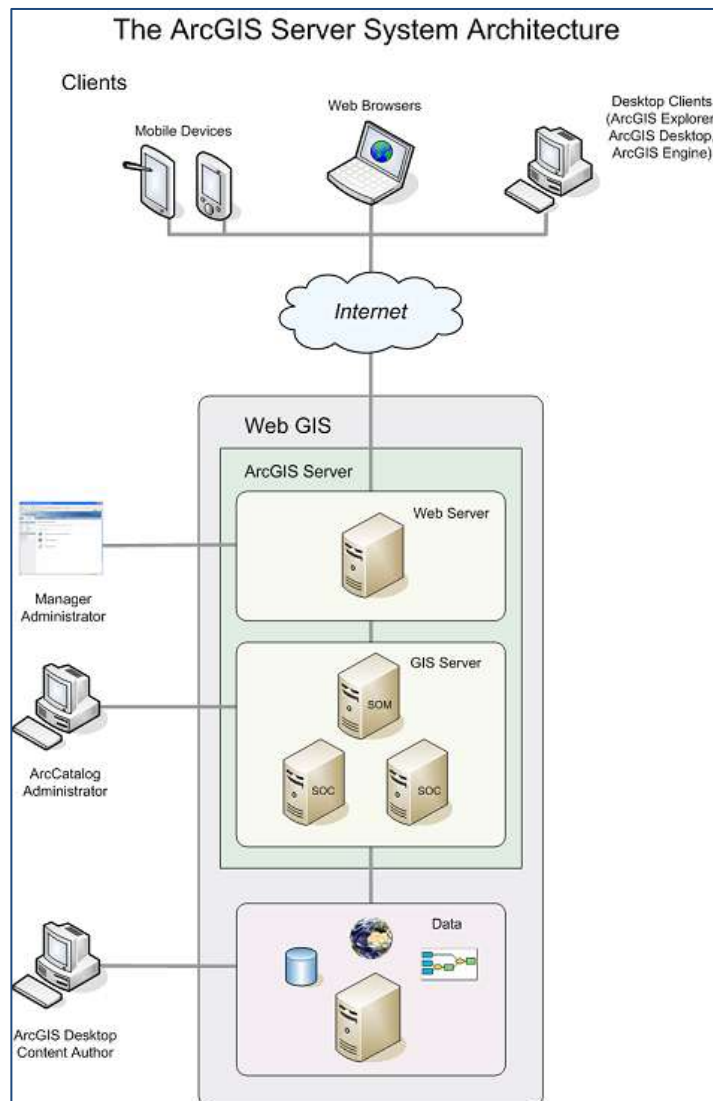 The ArcGIS Server System Architecture
Clients
Mobile Devices
Web Browsers
Desktop Clients
(ArcGIS Explorer,
ArcGIS Desktop,
ArcGIS Engine)
Internet
Web GIS
ArcGIS Server
Web Server
Manager
Administrator
GIS Server
SOM
SOC
SOC
ArcCatalog
Administrator
Data
ArcGIS Desktop
Content Author